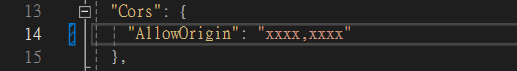 13 "Cors": {
14 "AllowOrigin": "xxxx,xxxx"
15 },